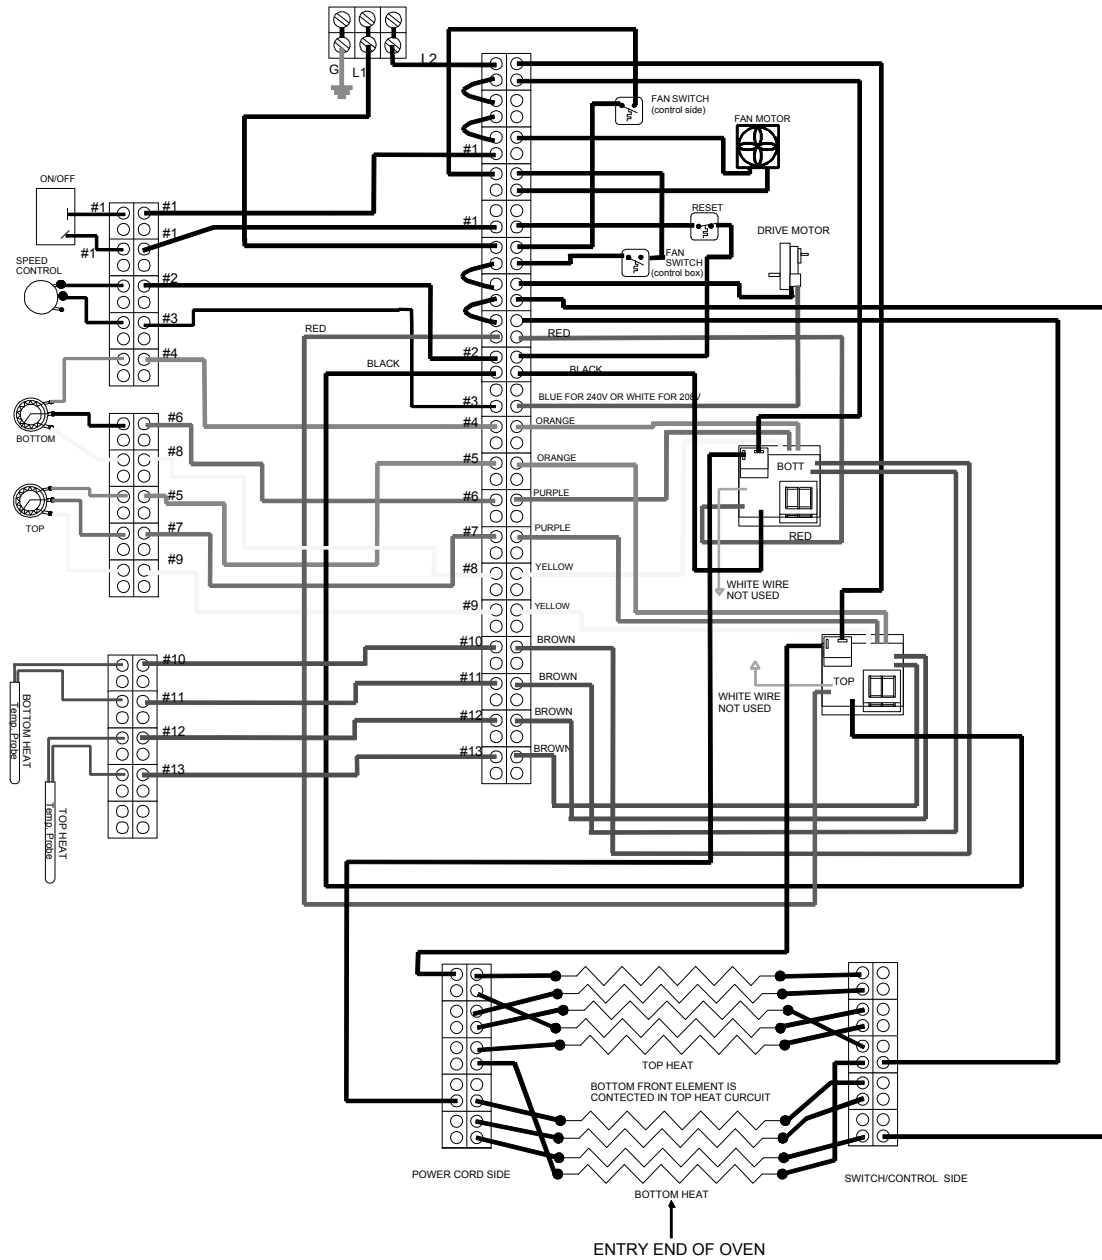 G
L1
L2
FAN SWITCH
(control side)
FAN MOTOR
#1
ON/OFF
#1
#1
#1
#1
#1
RESET
DRIVE MOTOR
SPEED
CONTROL
FAN
SWITCH
(control box)
#2
#3
RED
RED
#4
#2
BLACK
BLACK
#3
BLUE FOR 240V OR WHITE FOR 208V
BOTTOM
#6
#4
ORANGE
#8
#5
ORANGE
BOTT
TOP
#5
#6
PURPLE
#7
#7
PURPLE
RED
#9
#8
YELLOW
WHITE WIRE
NOT USED
#9
YELLOW
#10
#10
BROWN
BOTTOM HEAT
Temp. Probe
#11
#11
BROWN
TOP
WHITE WIRE
NOT USED
#12
#12
BROWN
#13
#13
BROWN
TOP HEAT
Temp. Probe
TOP HEAT
BOTTOM FRONT ELEMENT IS
CONTECTED IN TOP HEAT CURCUIT
POWER CORD SIDE
SWITCH/CONTROL SIDE
BOTTOM HEAT
ENTRY END OF OVEN